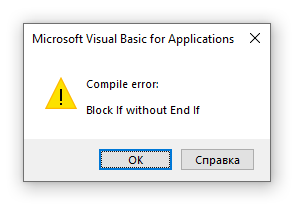 Microsoft Visual Basic for Applications
Compile error:
Block If without End If
OK
Справка